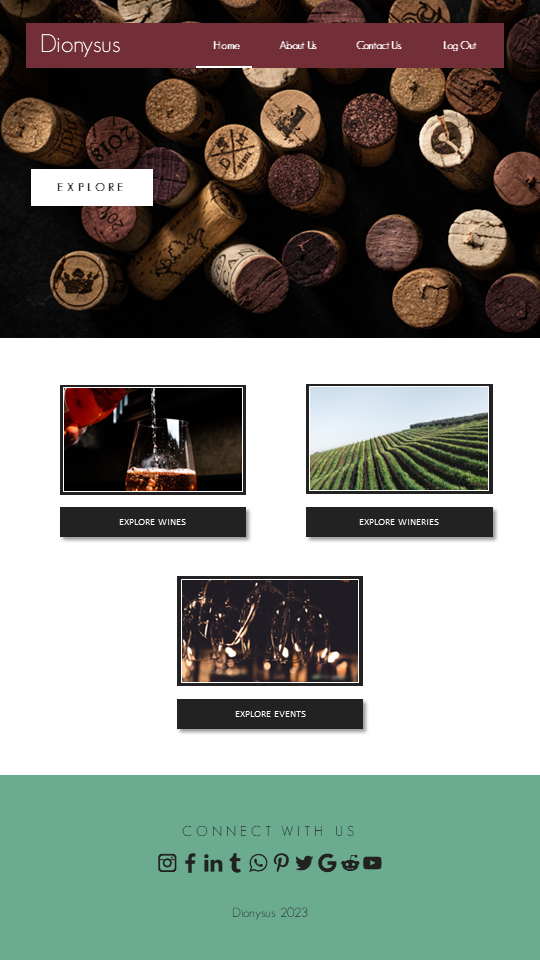 Dionysus
Home About Us Contact Us Log Out
2018
EXPLORE
EXPLORE WINES
EXPLORE WINERIES
EXPLORE EVENTS
CONNECT WITH US
Dionysus 2023